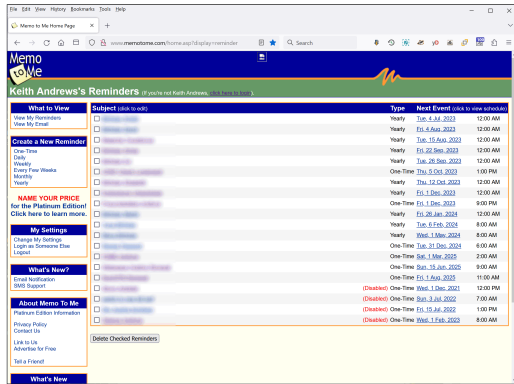 File Edit View History Bookmarks Tools Help
Memo to Me Home Page
www.memotome.com/home.asp?display=reminder
Search
Memo
to Me
Keith Andrews's Reminders (If you're not Keith Andrews, click here to login.)
What to View
View My Reminders
View My Email
Create a New Reminder
One-Time
Daily
Weekly
Every Few Weeks
Monthly
Yearly
NAME YOUR PRICE
for the Platinum Edition!
Click here to learn more.
My Settings
Change My Settings
Login as Someone Else
Logout
What's New?
Email Notification
SMS Support
About Memo To Me
Platinum Edition Information
Privacy Policy
Contact Us
Link to Us
Advertise for Free
Tell a Friend!
What's New
Subject (click to edit) Type Next Event (click to view schedule)
Yearly Tue, 4 Jul, 2023 12:00 AM
Yearly Fri, 4 Aug, 2023 12:00 AM
Yearly Tue, 15 Aug, 2023 12:00 AM
Yearly Fri, 22 Sep, 2023 12:00 AM
Yearly Tue, 26 Sep, 2023 12:00 AM
One-Time Thu, 5 Oct, 2023 1:00 PM
Yearly Thu, 12 Oct, 2023 12:00 AM
Yearly Fri, 1 Dec, 2023 12:00 AM
One-Time Fri, 1 Dec, 2023 9:00 PM
Yearly Fri, 26 Jan, 2024 12:00 AM
Yearly Tue, 6 Feb, 2024 8:00 AM
Yearly Wed, 1 May, 2024 8:00 AM
One-Time Tue, 31 Dec, 2024 6:00 AM
One-Time Sat, 1 Mar, 2025 2:00 AM
One-Time Sun, 15 Jun, 2025 9:00 AM
One-Time Fri, 1 Aug, 2025 11:00 AM
(Disabled) One-Time Wed, 1 Dec, 2021 12:00 PM
(Disabled) One-Time Sun, 3 Jul, 2022 7:00 AM
(Disabled) One-Time Fri, 15 Jul, 2022 1:00 PM
(Disabled) One-Time Wed, 1 Feb, 2023 8:00 AM
Delete Checked Reminders